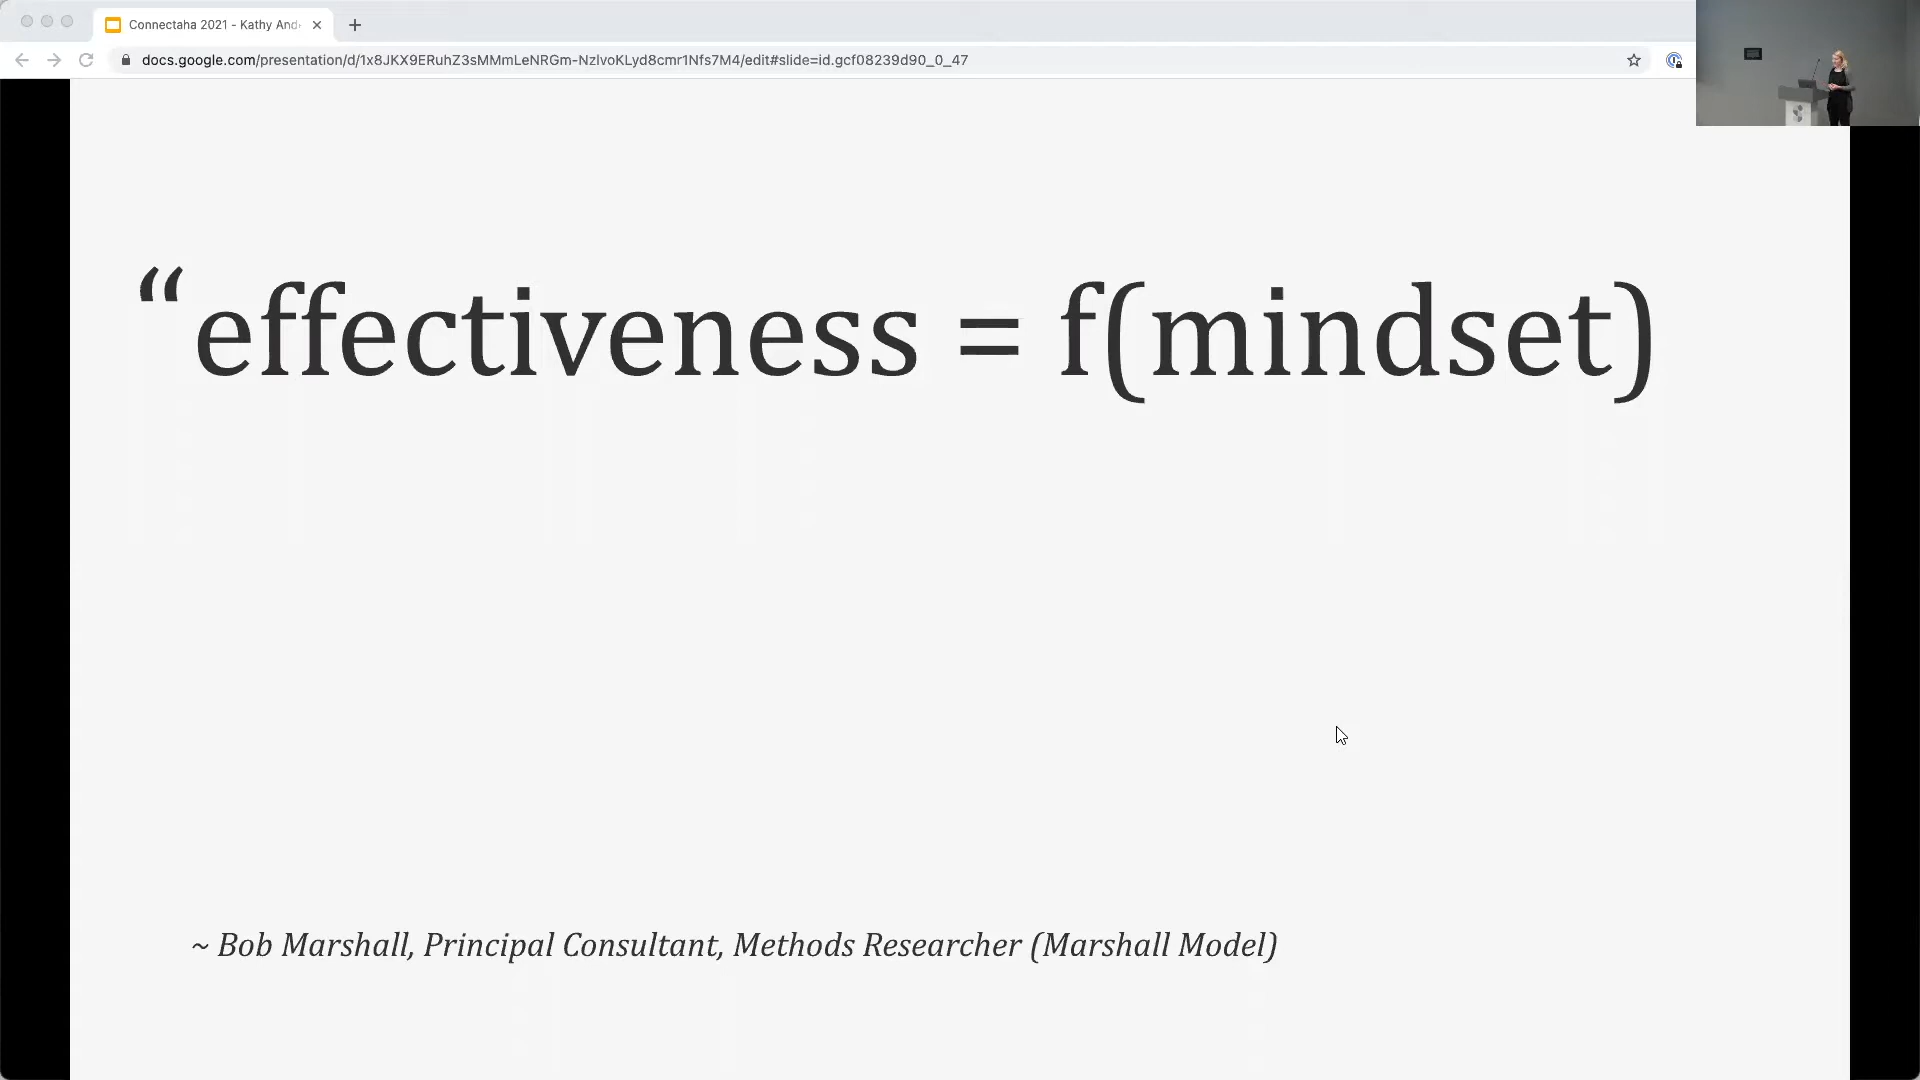 Connectaha 2021 - Kathy And
docs.google.com/presentation/d/1x8JKX9ERuhZ3sMMmLeNRGm-NzlvoKLyd8cmr1Nfs7M4/edit#slide=id.gcf08239d90_0_47
“effectiveness = f(mindset)
~ Bob Marshall, Principal Consultant, Methods Researcher (Marshall Model)